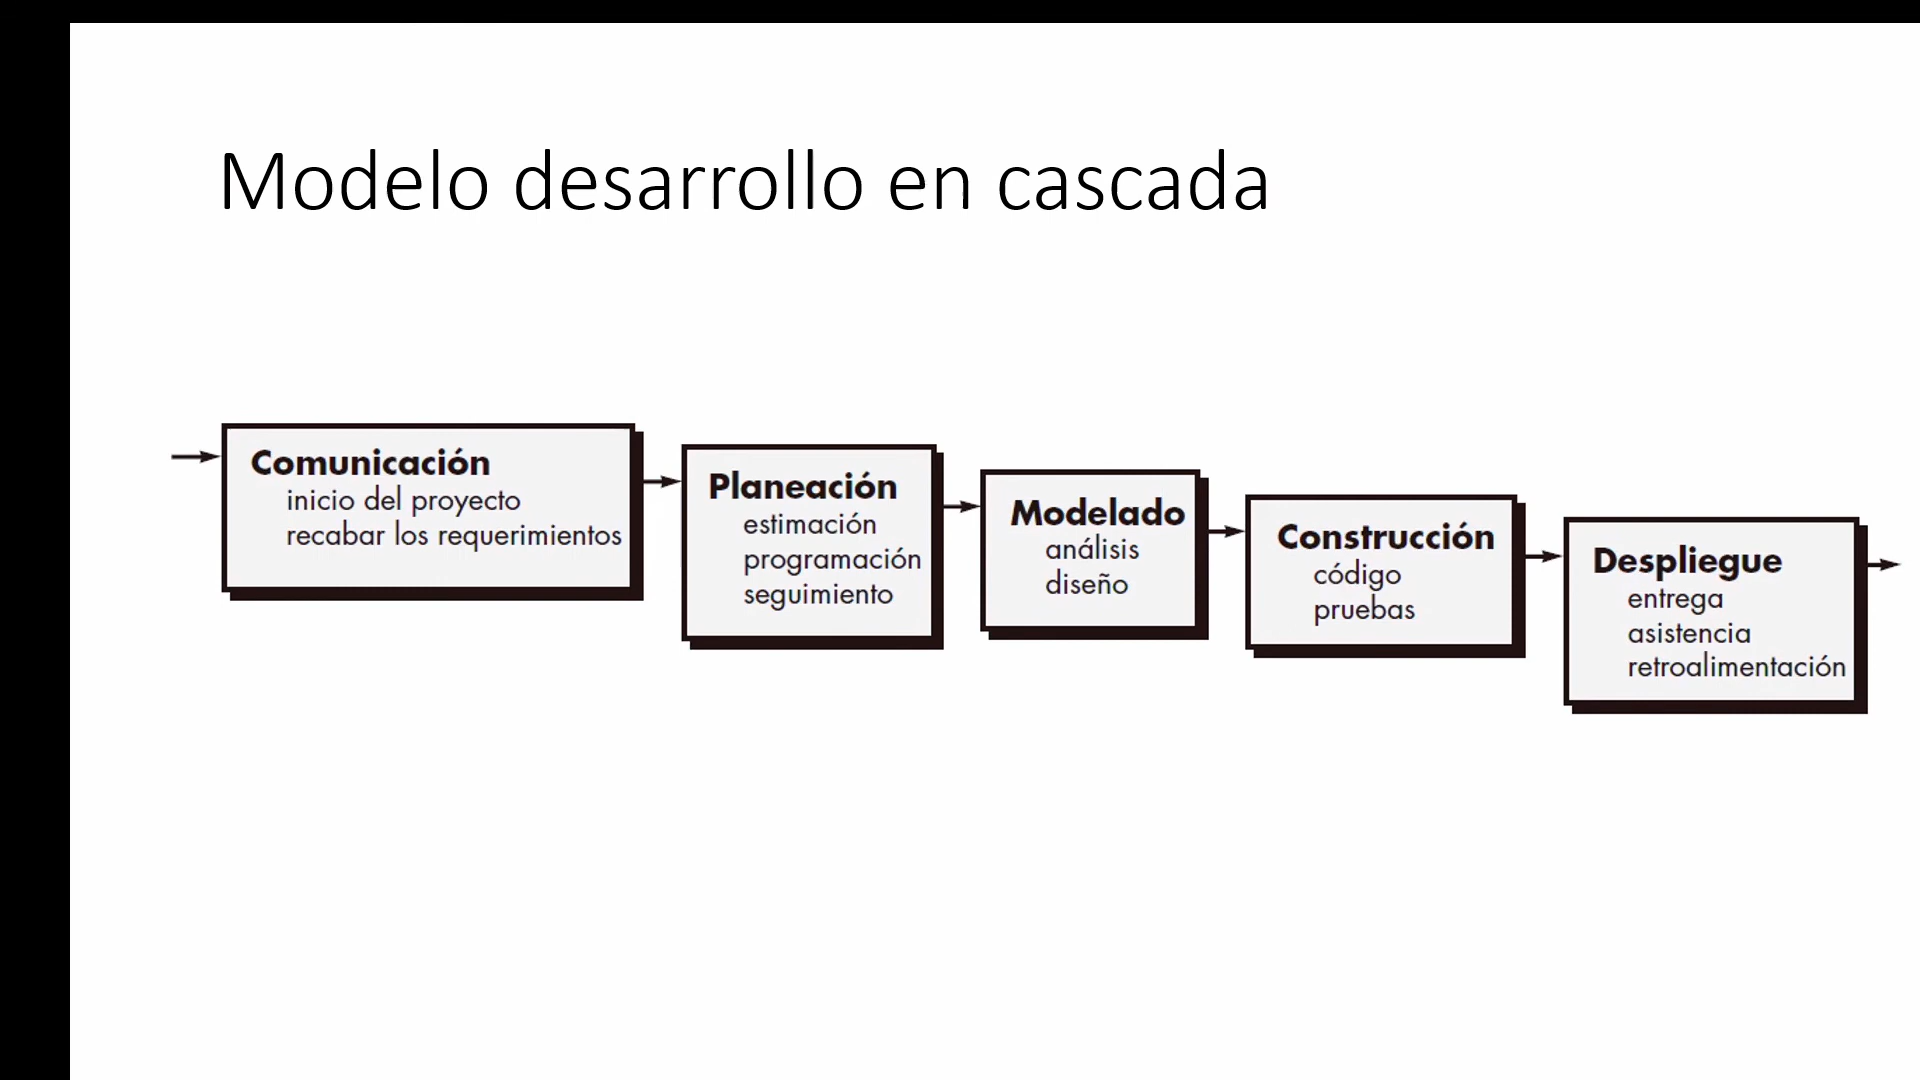 Modelo desarrollo en cascada
Comunicación
inicio del proyecto
recabar los requerimientos
Planeación
estimación
programación
seguimiento
Modelado
análisis
diseño
Construcción
código
pruebas
Despliegue
entrega
asistencia
retroalimentación